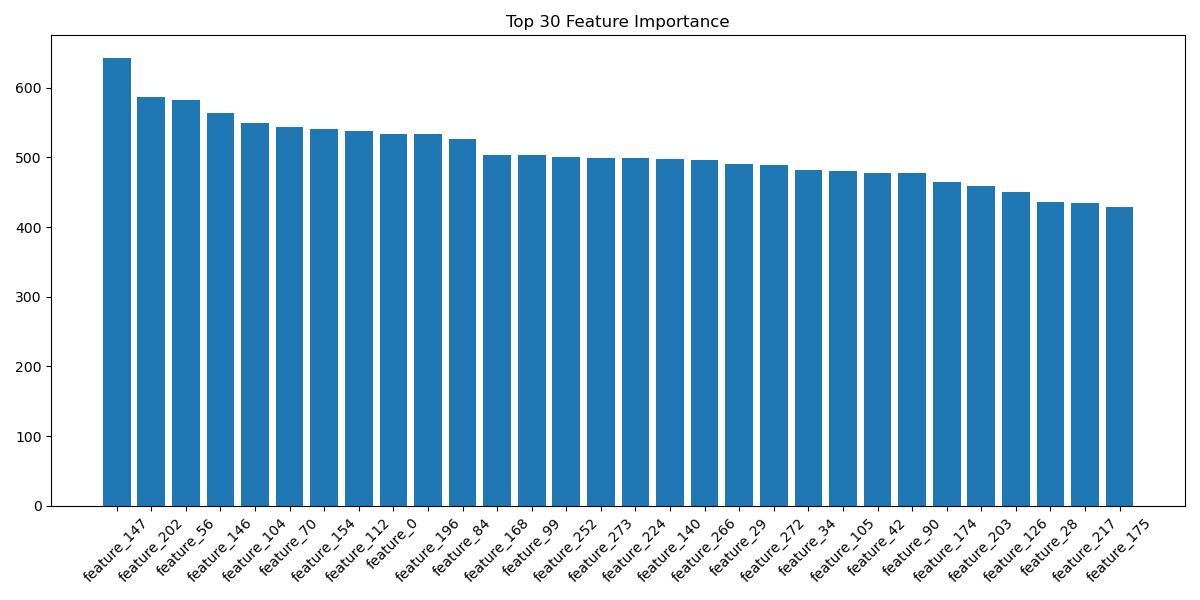 Top 30 Feature Importance
600
500
400
300
200
100
0
feature_147
feature_202
feature_56
feature_146
feature_104
feature_70
feature_154
feature_112
feature_0
feature_196
feature_84
feature_168
feature_99
feature_252
feature_273
feature_224
feature_140
feature_266
feature_29
feature_272
feature_34
feature_105
feature_42
feature_90
feature_174
feature_203
feature_126
feature_28
feature_217
feature_175